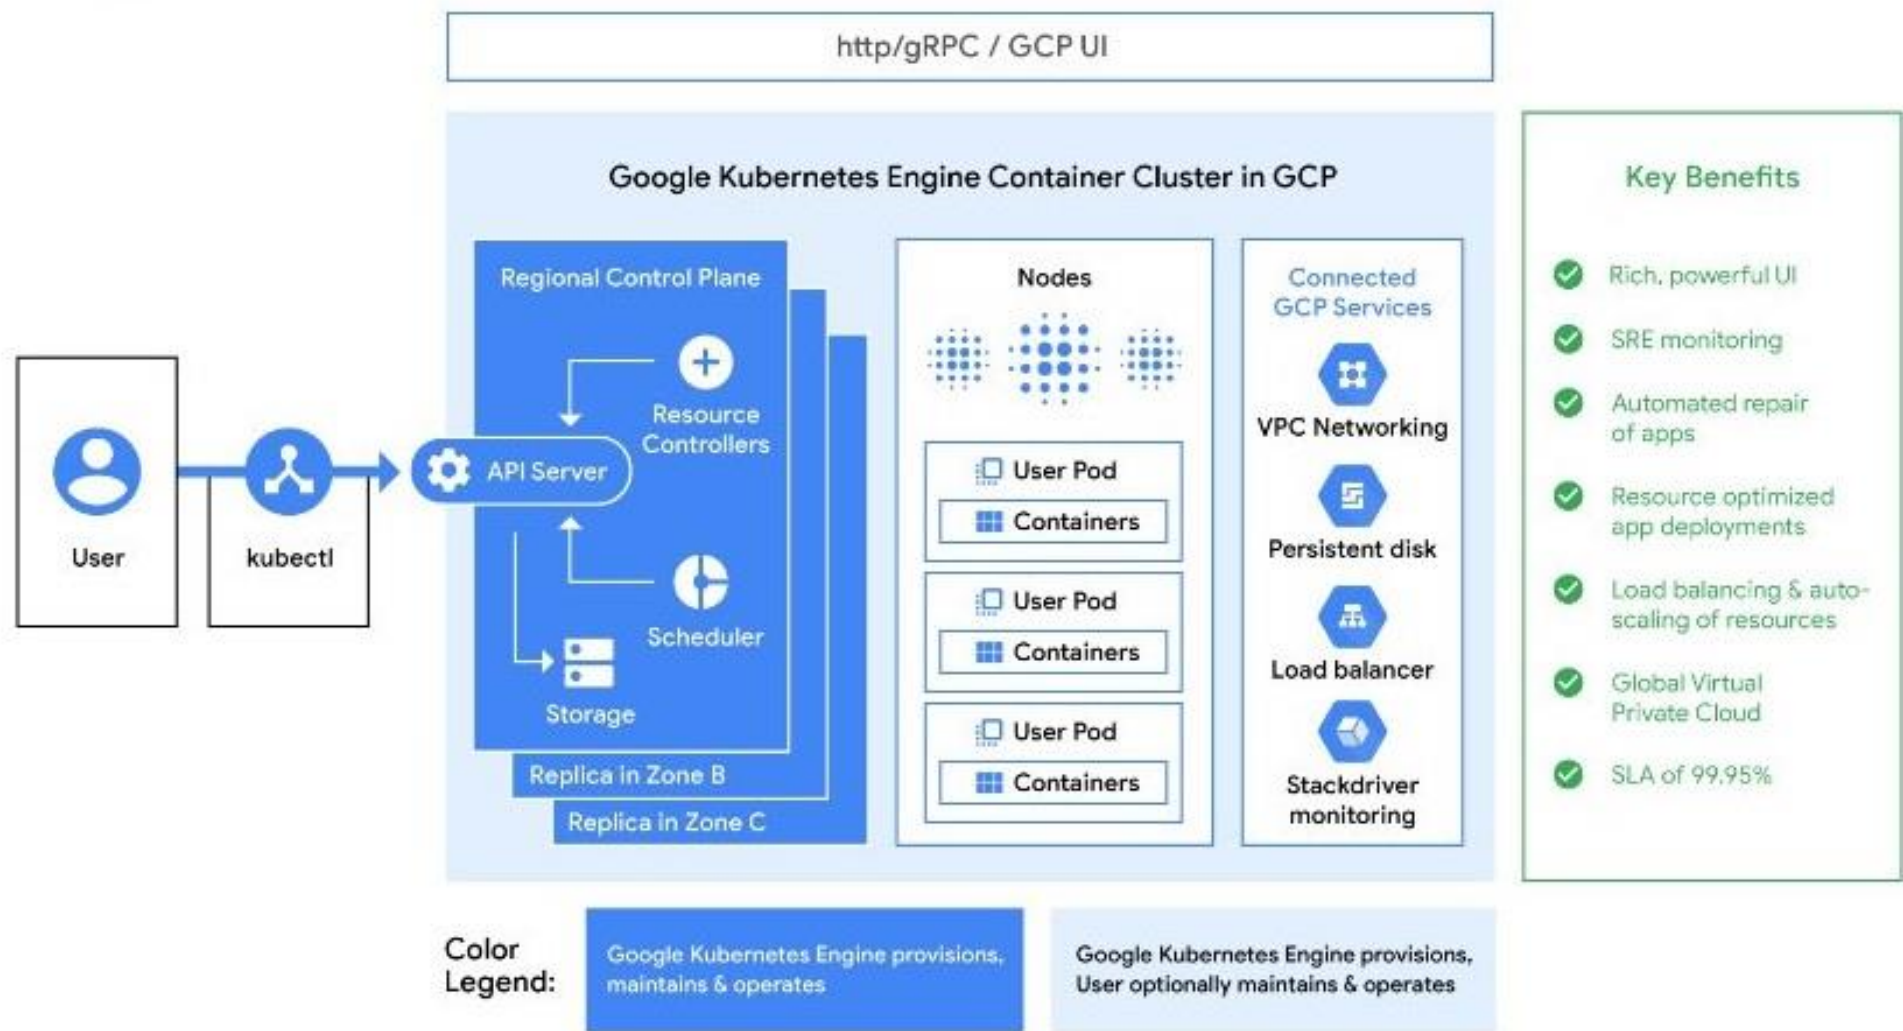 http/gRPC / GCP UI
Google Kubernetes Engine Container Cluster in GCP
User
kubectl
Regional Control Plane
Resource
Controllers
API Server
Scheduler
Storage
Replica in Zone B
Replica in Zone C
Nodes
User Pod
Containers
User Pod
Containers
User Pod
Containers
Connected
GCP Services
VPC Networking
Persistent disk
Load balancer
Stackdriver
monitoring
Key Benefits
Rich, powerful UI
SRE monitoring
Automated repair
of apps
Resource optimized
app deployments
Load balancing & auto-
scaling of resources
Global Virtual
Private Cloud
SLA of 99.95%
Color
Legend:
Google Kubernetes Engine provisions,
maintains & operates
Google Kubernetes Engine provisions,
User optionally maintains & operates